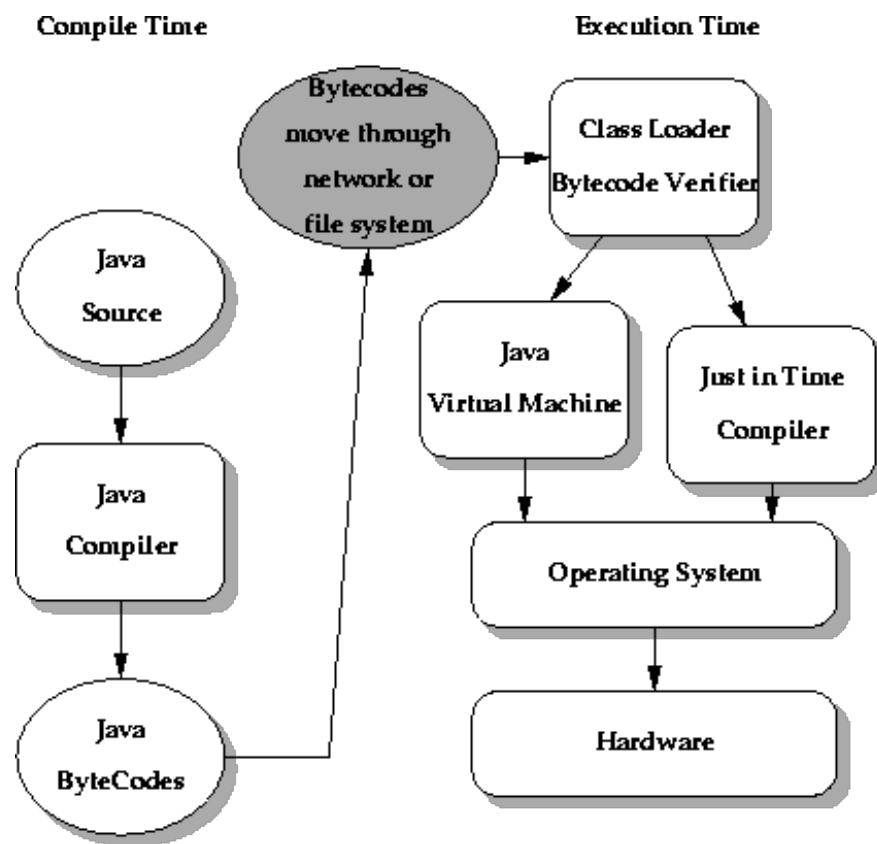 Compile Time
Execution Time
Bytecodes
move through
network or
file system
Class Loader
Bytecode Verifier
Java
Source
Java
Virtual Machine
Just in Time
Compiler
Java
Compiler
Operating System
Java
ByteCodes
Hardware